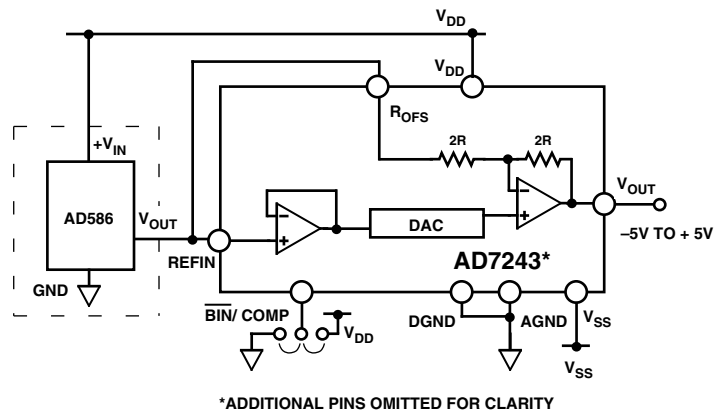 VDD
VDD
ROFS
+VIN
2R
2R
AD586
VOUT
VOUT
DAC
–5V TO + 5V
REFIN
AD7243*
GND
BIN/ COMP
DGND
AGND
VSS
VDD
VSS
*ADDITIONAL PINS OMITTED FOR CLARITY